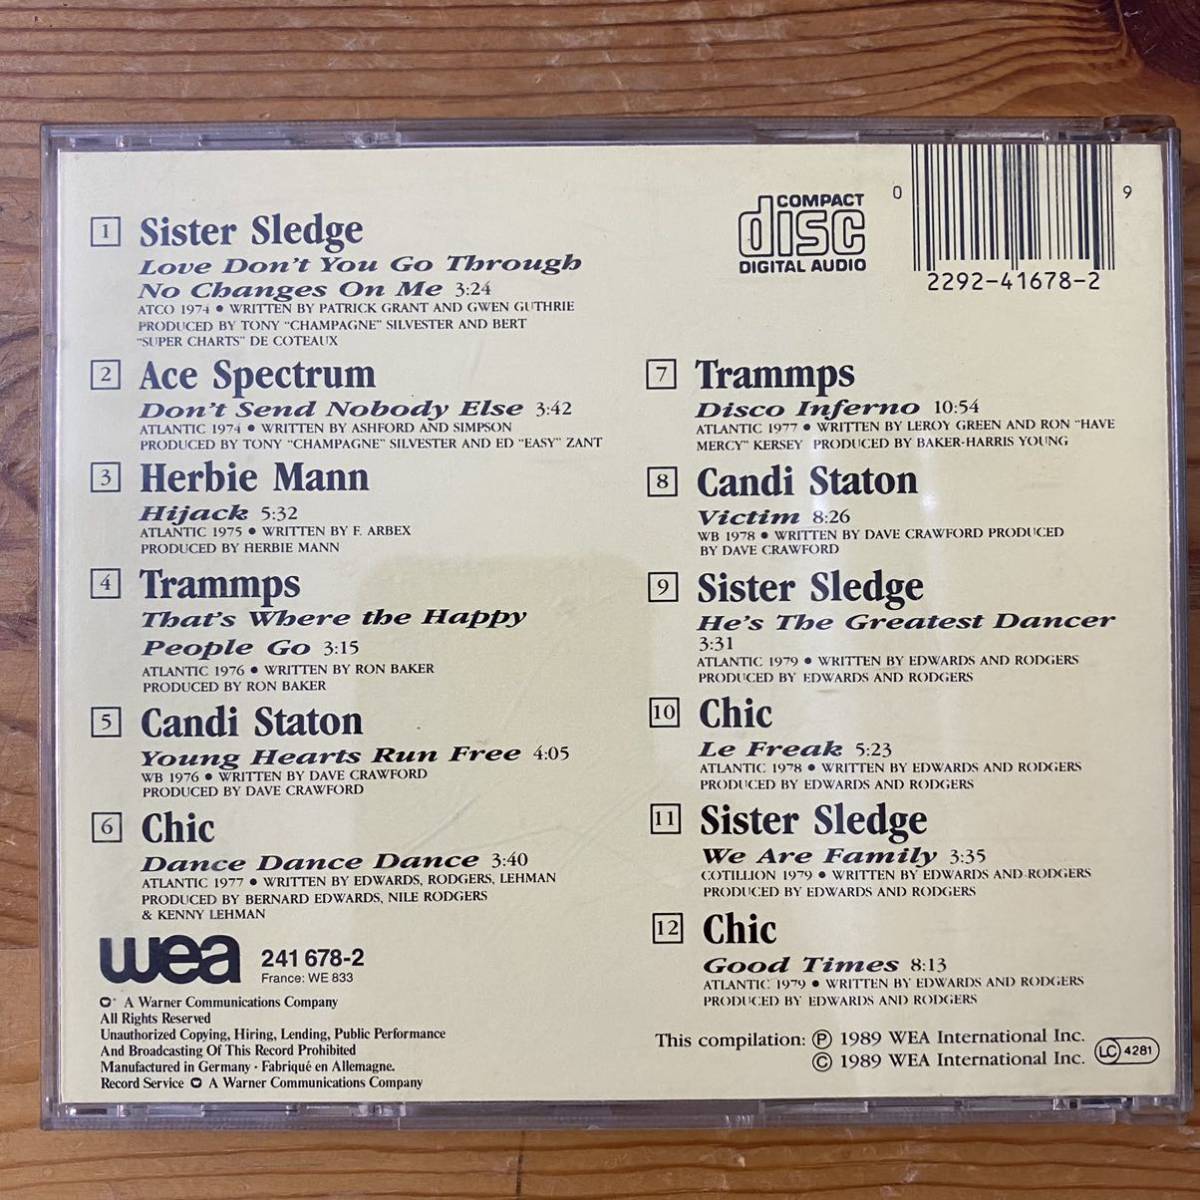 1 Sister Sledge
Love Don't You Go Through
No Changes On Me 3:24
ATCO 1974 • WRITTEN BY PATRICK GRANT AND GWEN GUTHRIE
PRODUCED BY TONY "CHAMPAGNE" SILVESTER AND BERT
"SUPER CHARTS" DE COTEAUX
2 Ace Spectrum
Don't Send Nobody Else 3:42
ATLANTIC 1974 • WRITTEN BY ASHFORD AND SIMPSON
PRODUCED BY TONY "CHAMPAGNE" SILVESTER AND ED "EASY" ZANT
3 Herbie Mann
Hijack 5:32
ATLANTIC 1975 • WRITTEN BY F. ARBEX
PRODUCED BY HERBIE MANN
4 Trammps
That's Where the Happy
People Go 3:15
ATLANTIC 1976 • WRITTEN BY RON BAKER
PRODUCED BY RON BAKER
5 Candi Staton
Young Hearts Run Free 4:05
WB 1976 • WRITTEN BY DAVE CRAWFORD
PRODUCED BY DAVE CRAWFORD
6 Chic
Dance Dance Dance 3:40
ATLANTIC 1977 • WRITTEN BY EDWARDS, RODGERS, LEHMAN
PRODUCED BY BERNARD EDWARDS, NILE RODGERS
& KENNY LEHMAN
wea 241 678-2
France: WE 833
A Warner Communications Company
All Rights Reserved
Unauthorized Copying, Hiring, Lending, Public Performance
And Broadcasting Of This Record Prohibited
Manufactured in Germany · Fabriqué en Allemagne.
Record Service A Warner Communications Company
COMPACT
disc
DIGITAL AUDIO
0 9
2292-41678-2
7 Trammps
Disco Inferno 10:54
ATLANTIC 1977 • WRITTEN BY LEROY GREEN AND RON "HAVE
MERCY" KERSEY PRODUCED BY BAKER-HARRIS YOUNG
8 Candi Staton
Victim 8:26
WB 1978 • WRITTEN BY DAVE CRAWFORD PRODUCED
BY DAVE CRAWFORD
9 Sister Sledge
He's The Greatest Dancer
3:31
ATLANTIC 1979 • WRITTEN BY EDWARDS AND RODGERS
PRODUCED BY EDWARDS AND RODGERS
10 Chic
Le Freak 5:23
ATLANTIC 1978 • WRITTEN BY EDWARDS AND RODGERS
PRODUCED BY EDWARDS AND RODGERS
11 Sister Sledge
We Are Family 3:35
COTILLION 1979 • WRITTEN BY EDWARDS AND RODGERS
PRODUCED BY EDWARDS AND RODGERS
12 Chic
Good Times 8:13
ATLANTIC 1979 • WRITTEN BY EDWARDS AND RODGERS
PRODUCED BY EDWARDS AND RODGERS
This compilation: ℗ 1989 WEA International Inc.
© 1989 WEA International Inc.
LC 4281